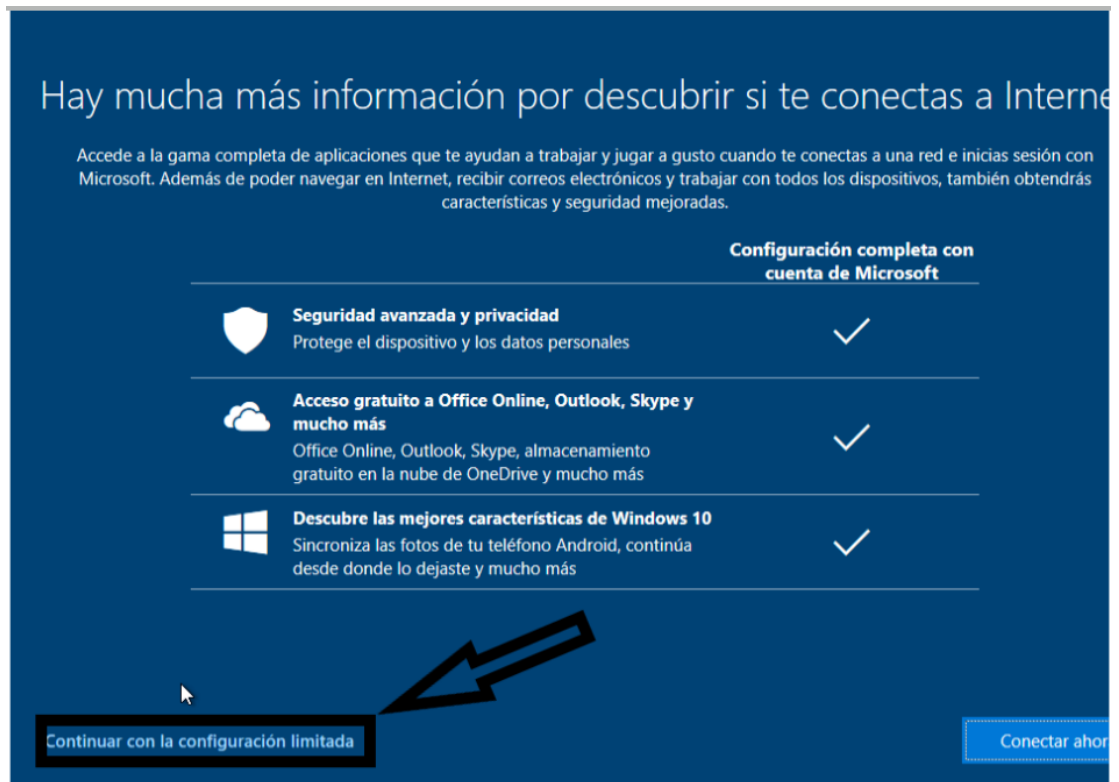 Hay mucha más información por descubrir si te conectas a Interne
Accede a la gama completa de aplicaciones que te ayudan a trabajar y jugar a gusto cuando te conectas a una red e inicias sesión con
Microsoft. Además de poder navegar en Internet, recibir correos electrónicos y trabajar con todos los dispositivos, también obtendrás
características y seguridad mejoradas.
Configuración completa con
cuenta de Microsoft
Seguridad avanzada y privacidad
Protege el dispositivo y los datos personales
Acceso gratuito a Office Online, Outlook, Skype y
mucho más
Office Online, Outlook, Skype, almacenamiento
gratuito en la nube de OneDrive y mucho más
Descubre las mejores características de Windows 10
Sincroniza las fotos de tu teléfono Android, continúa
desde donde lo dejaste y mucho más
Continuar con la configuración limitada
Conectar ahor